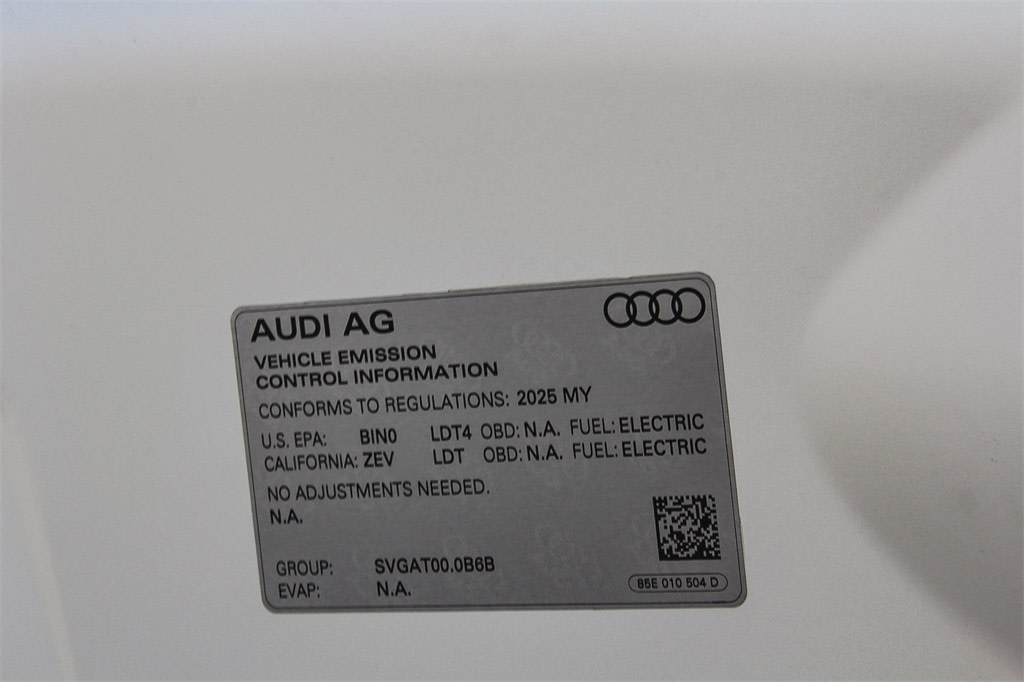 AUDI AG
VEHICLE EMISSION
CONTROL INFORMATION
CONFORMS TO REGULATIONS: 2025 MY
U.S. EPA: BIN0 LDT4 OBD: N.A. FUEL: ELECTRIC
CALIFORNIA: ZEV LDT OBD: N.A. FUEL: ELECTRIC
NO ADJUSTMENTS NEEDED.
N.A.
GROUP: SVGAT00.0B6B
EVAP: N.A.
85E 010 504 D